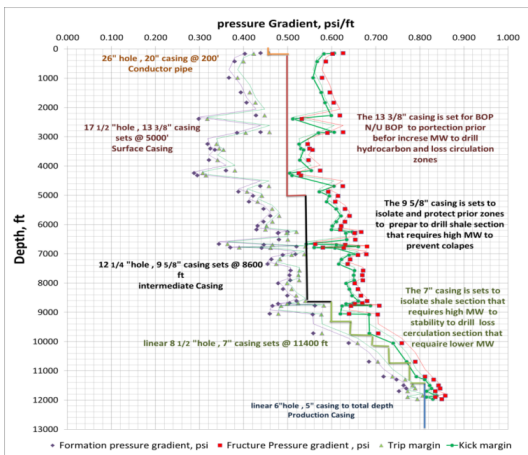 pressure Gradient, psi/ft
0.000 0.100 0.200 0.300 0.400 0.500 0.600 0.700 0.800 0.900 1.000
0
1000
2000
3000
4000
5000
6000
7000
8000
9000
10000
11000
12000
13000
Depth, ft
26" hole , 20" casing @ 200'
Conductor pipe
17 1/2 "hole , 13 3/8" casing
sets @ 5000'
Surface Casing
The 13 3/8" casing is set for BOP
N/U BOP to portection prior
befor increse MW to drill
hydrocarbon and loss circulation
zones
The 9 5/8" casing is sets to
isolate and protect prior zones
to prepar to drill shale section
that requires high MW to
prevent colapes
12 1/4" hole , 9 5/8" casing sets @ 8600
ft
intermediate Casing
The 7" casing is sets to
isolate shale section that
requires high MW to
stability to drill loss
cerculation section that
requaire lower MW
linear 8 1/2" hole , 7" casing sets @ 11400 ft
linear 6"hole , 5" casing to total depth
Production Casing
Formation pressure gradient, psi
Fructure Pressure gradient , psi
Trip margin
Kick margin